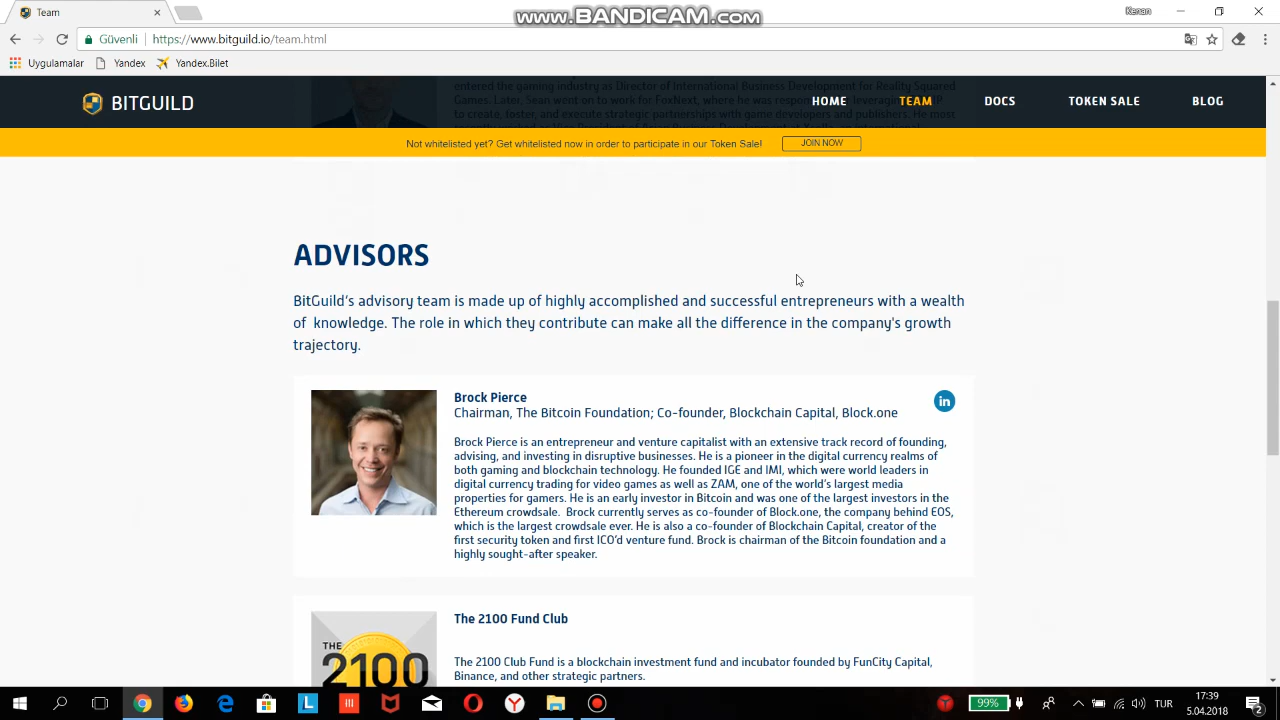 Team
www.BANDICAM.com
Kenan
Güvenli
https://www.bitguild.io/team.html
Uygulamalar
Yandex
Yandex.Bilet
entered the gaming industry as Director of International Business Development for Reality Squared
Games. Later, Sean went on to work for FoxNext, where he was
to create, foster, and execute strategic partnerships with game developers and publishers. He most
BITGUILD
HOME
TEAM
DOCS
TOKEN SALE
BLOG
Not whitelisted yet? Get whitelisted now in order to participate in our Token Sale!
JOIN NOW
ADVISORS
BitGuild's advisory team is made up of highly accomplished and successful entrepreneurs with a wealth
of knowledge. The role in which they contribute can make all the difference in the company's growth
trajectory.
Brock Pierce
in
Chairman, The Bitcoin Foundation; Co-founder, Blockchain Capital, Block.one
Brock Pierce is an entrepreneur and venture capitalist with an extensive track record of founding,
advising, and investing in disruptive businesses. He is a pioneer in the digital currency realms of
both gaming and blockchain technology. He founded IGE and IMI, which were world leaders in
digital currency trading for video games as well as ZAM, one of the world's largest media
properties for gamers. He is an early investor in Bitcoin and was one of the largest investors in the
Ethereum crowdsale. Brock currently serves as co-founder of Block.one, the company behind EOS,
which is the largest crowdsale ever. He is also a co-founder of Blockchain Capital, creator of the
first security token and first ICO'd venture fund. Brock is chairman of the Bitcoin foundation and a
highly sought-after speaker.
The 2100 Fund Club
THE
2100
The 2100 Club Fund is a blockchain investment fund and incubator founded by FunCity Capital,
Binance, and other strategic partners.
99%
TUR
17:39
5.04.2018
2